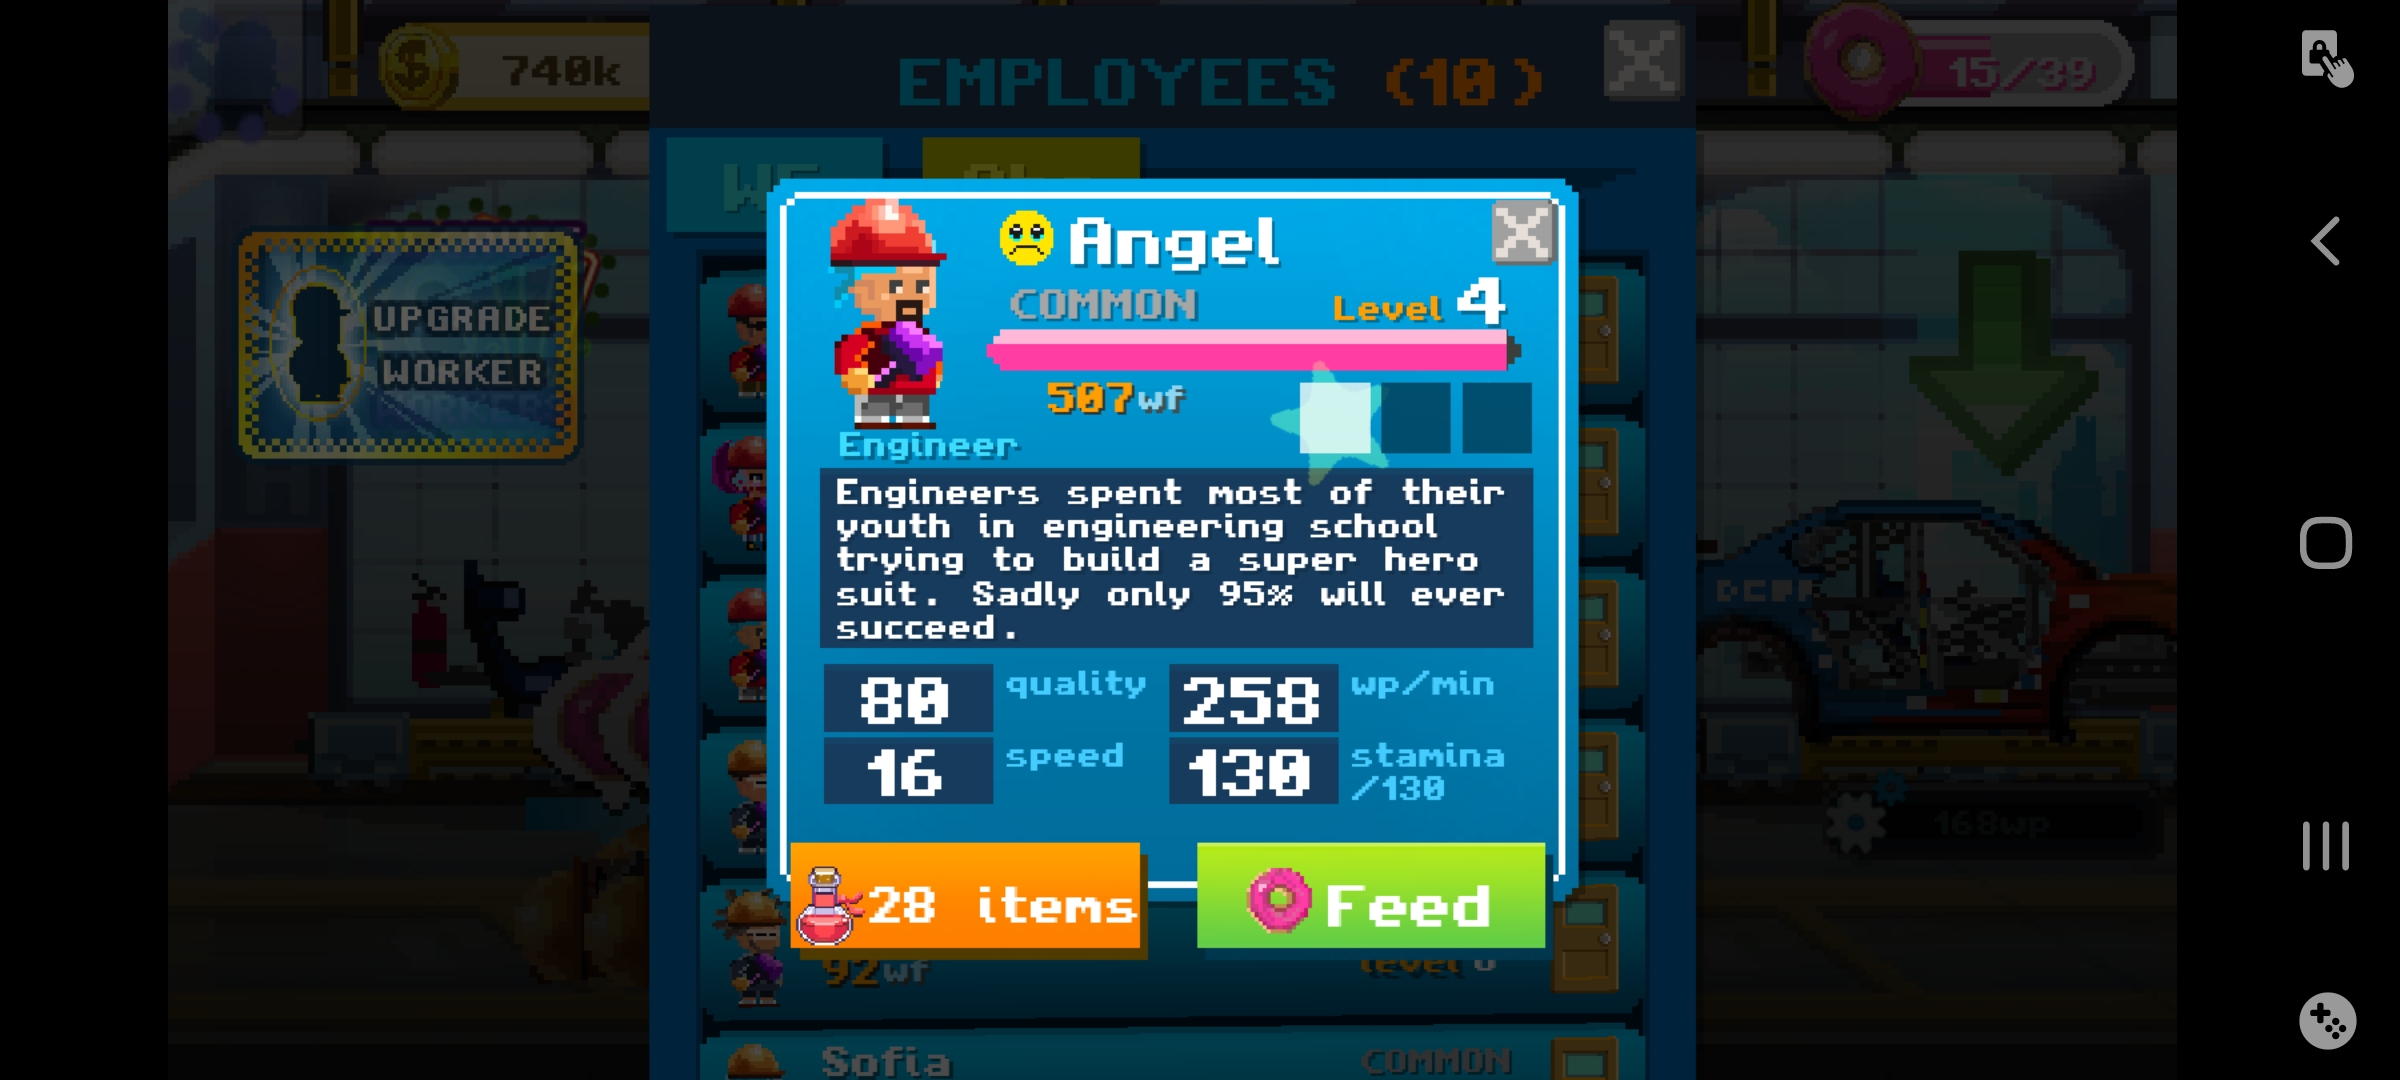 740k
EMPLOYEES (10)
15/39
UPGRADE
WORKER
Angel
COMMON
Level 4
507wf
Engineer
Engineers spent most of their
youth in engineering school
trying to build a super hero
suit. Sadly only 95% will ever
succeed.
80 quality
258 wp/min
16 speed
130 stamina
/130
28 items
Feed
168wp
92wf
level
Sofia
COMMON